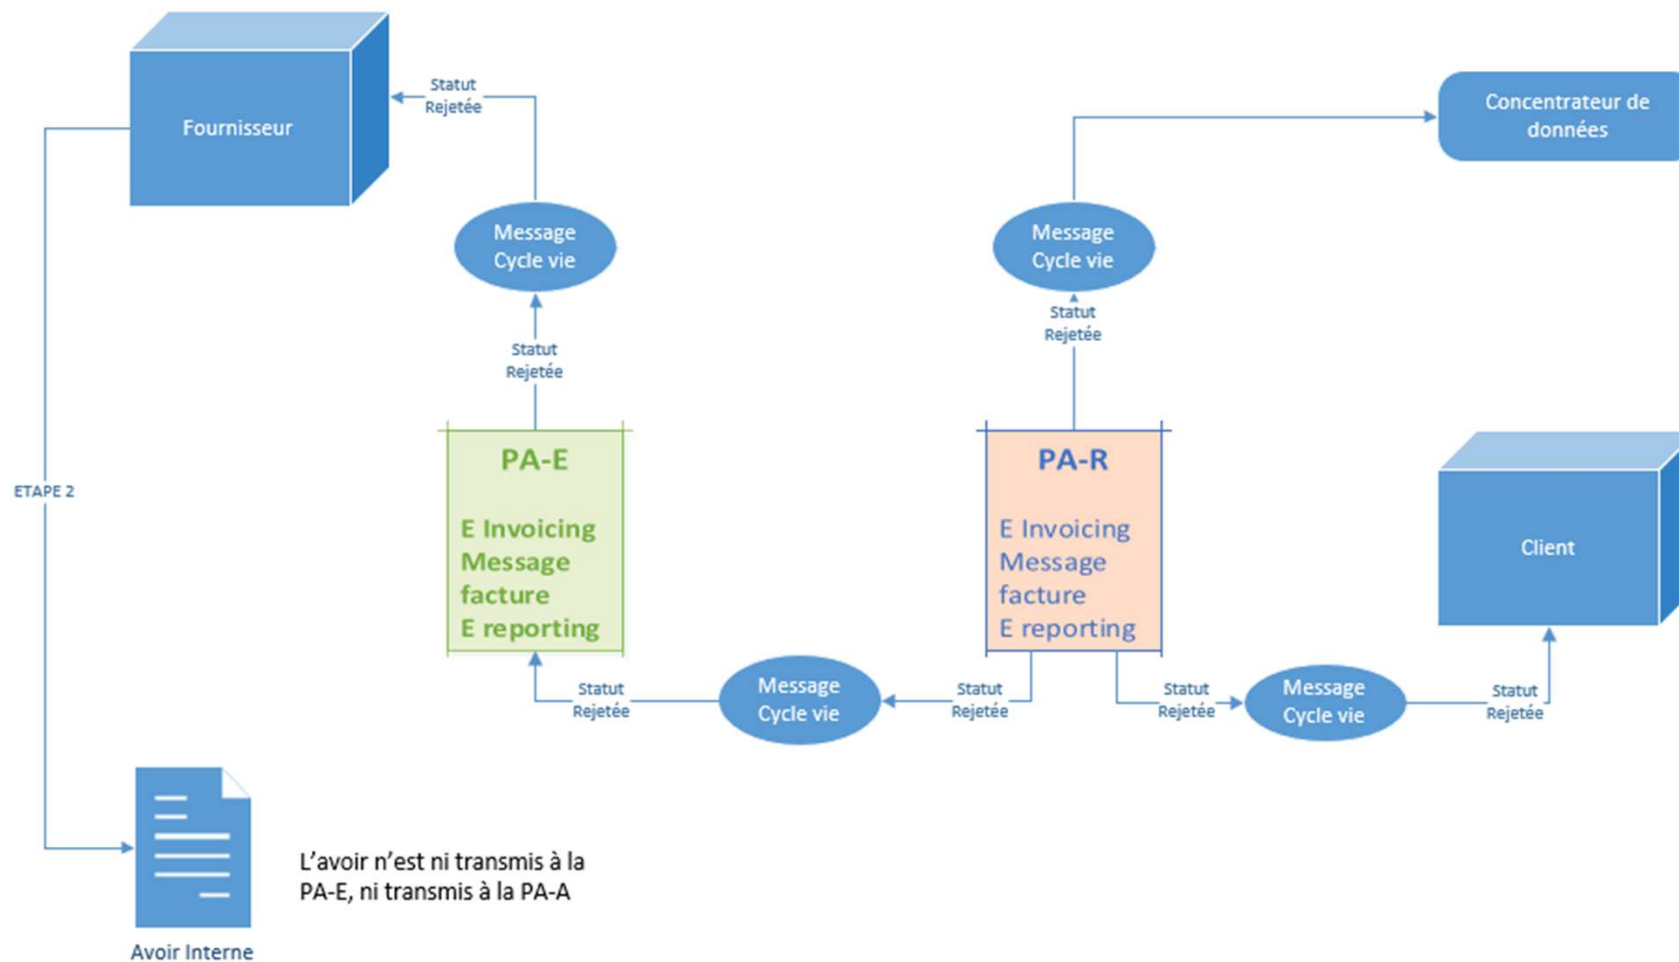 Statut
Rejetée
Fournisseur
Concentrateur de
données
Message
Cycle vie
Message
Cycle vie
Statut
Rejetée
Statut
Rejetée
PA-E
E Invoicing
Message
facture
E reporting
PA-R
E Invoicing
Message
facture
E reporting
ETAPE 2
Client
Statut
Rejetée
Message
Cycle vie
Statut
Rejetée
Statut
Rejetée
Message
Cycle vie
Statut
Rejetée
L'avoir n'est ni transmis à la
PA-E, ni transmis à la PA-A
Avoir Interne